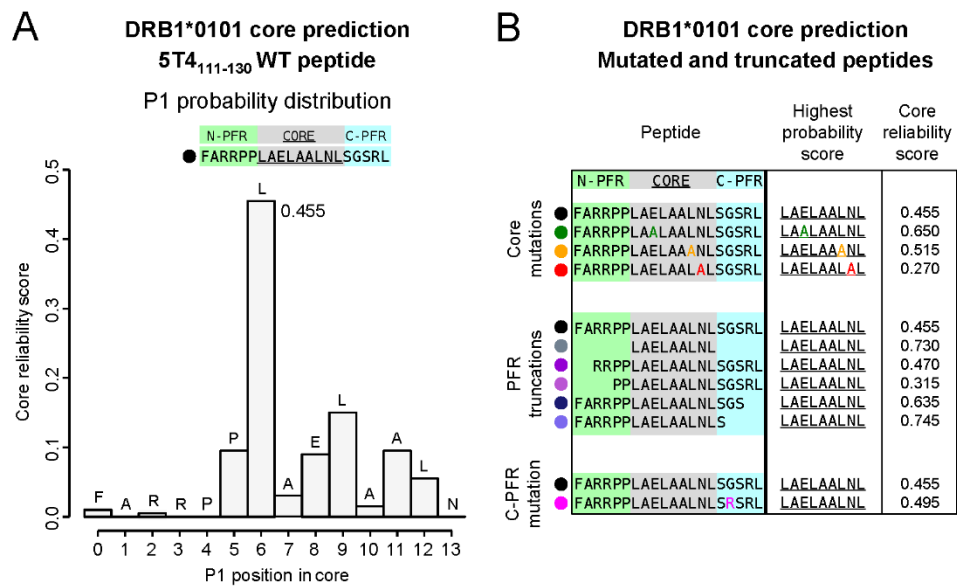 A
DRB1*0101 core prediction
5T4111-130 WT peptide
P1 probability distribution
N-PFR CORE C-PFR
FARRPPLAELAALNLSGSRL
Core reliability score
0.5
0.4
0.3
0.2
0.1
0.0
L
0.455
F A R R P P A E L A A L N
0 1 2 3 4 5 6 7 8 9 10 11 12 13
P1 position in core
B
DRB1*0101 core prediction
Mutated and truncated peptides
Peptide
Highest probability score
Core reliability score
N-PFR CORE C-PFR
Core mutations
FARRPPLAELAALNLSGSRL LAELAALNL 0.455
FARRPPLAALAALNLSGSRL LAALAALNL 0.650
FARRPPLAELAAANLSGSRL LAELAAANL 0.515
FARRPPLAELAALALSGSRL LAELAALAL 0.270
PFR truncations
FARRPPLAELAALNLSGSRL LAELAALNL 0.455
LAELAALNL LAELAALNL 0.730
RRPPLAELAALNLSGSRL LAELAALNL 0.470
PPLAELAALNLSGSRL LAELAALNL 0.315
FARRPPLAELAALNLSGS LAELAALNL 0.635
FARRPPLAELAALNLS LAELAALNL 0.745
C-PFR mutation
FARRPPLAELAALNLSGSRL LAELAALNL 0.455
FARRPPLAELAALNLSRSRL LAELAALNL 0.495